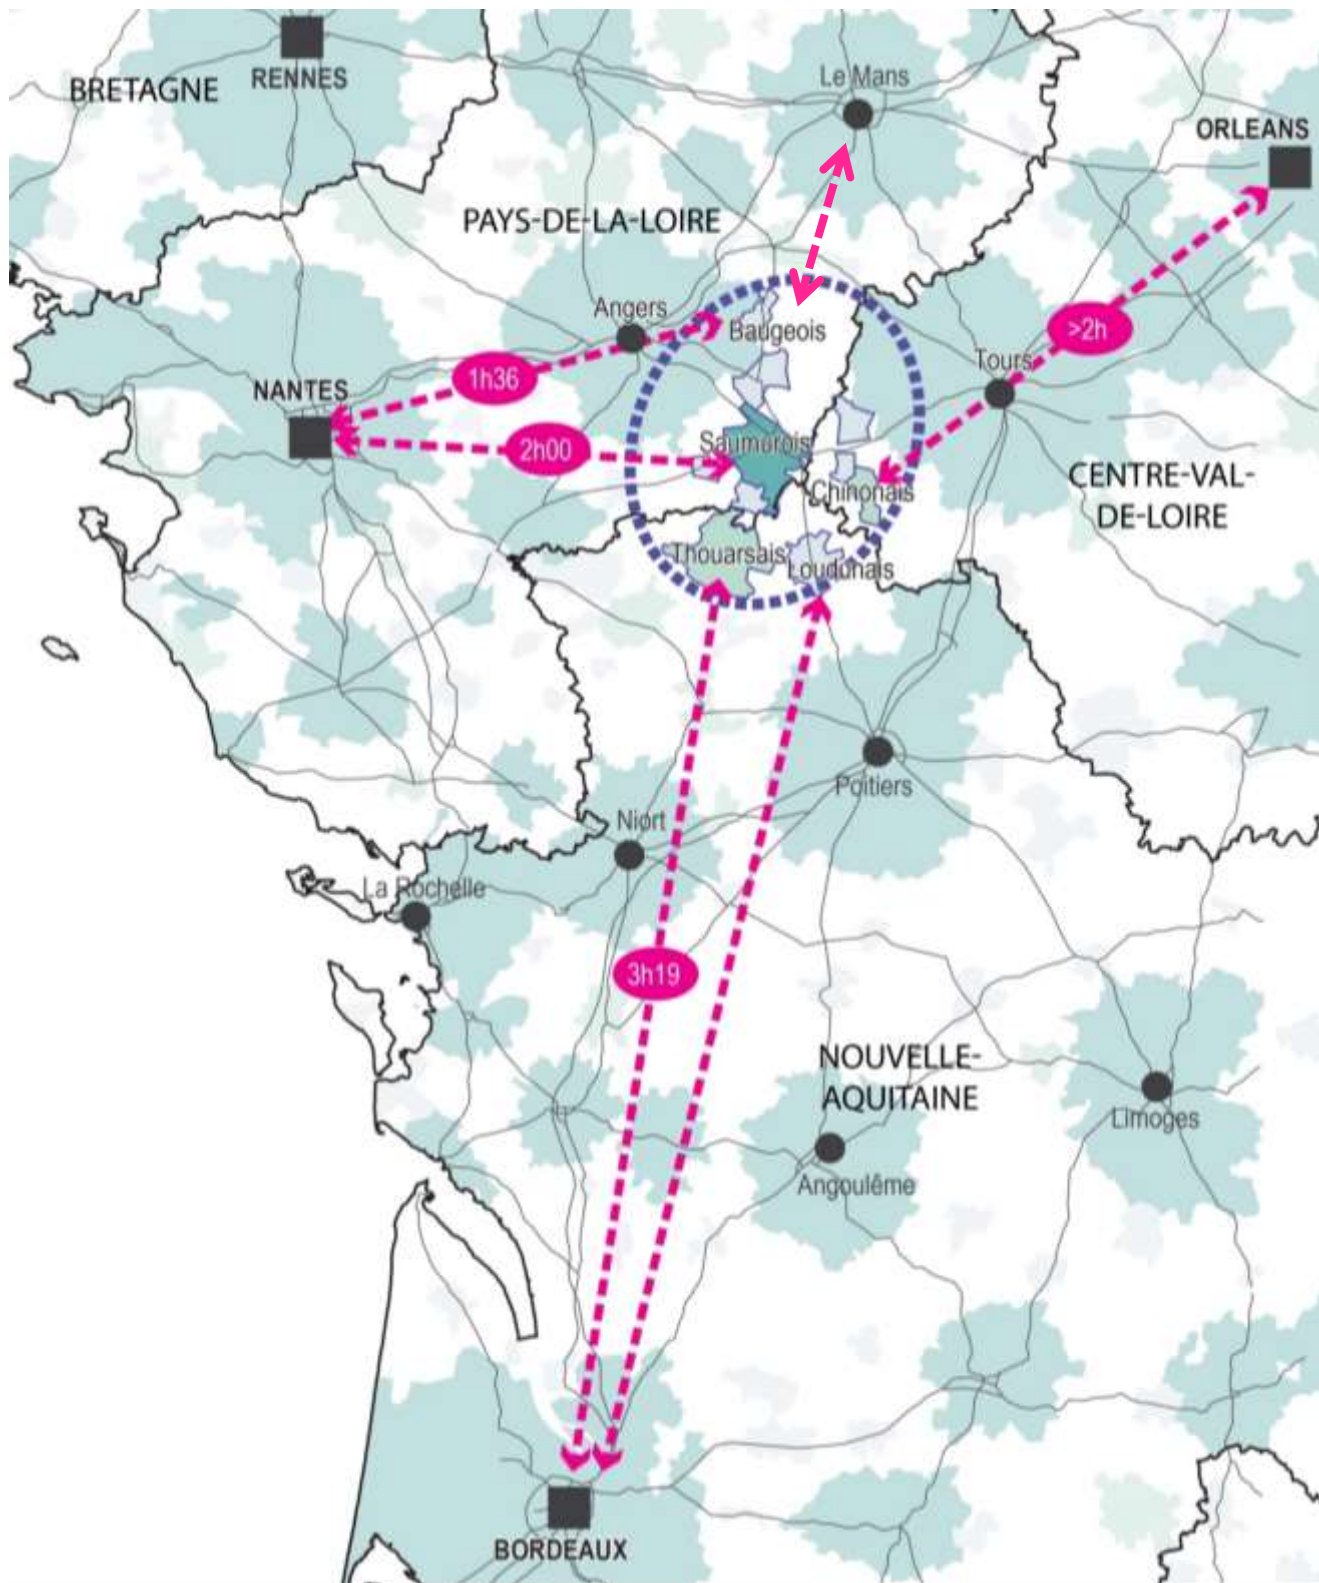 RENNES
BRETAGNE
Le Mans
ORLEANS
PAYS-DE-LA-LOIRE
Angers
Baugeois
>2h
Tours
1h36
NANTES
Saumurois
2h00
Chinonais
CENTRE-VAL-
DE-LOIRE
Thouarsais
Loudunais
Poitiers
Niort
La Rochelle
3h19
NOUVELLE-
AQUITAINE
Limoges
Angoulême
BORDEAUX